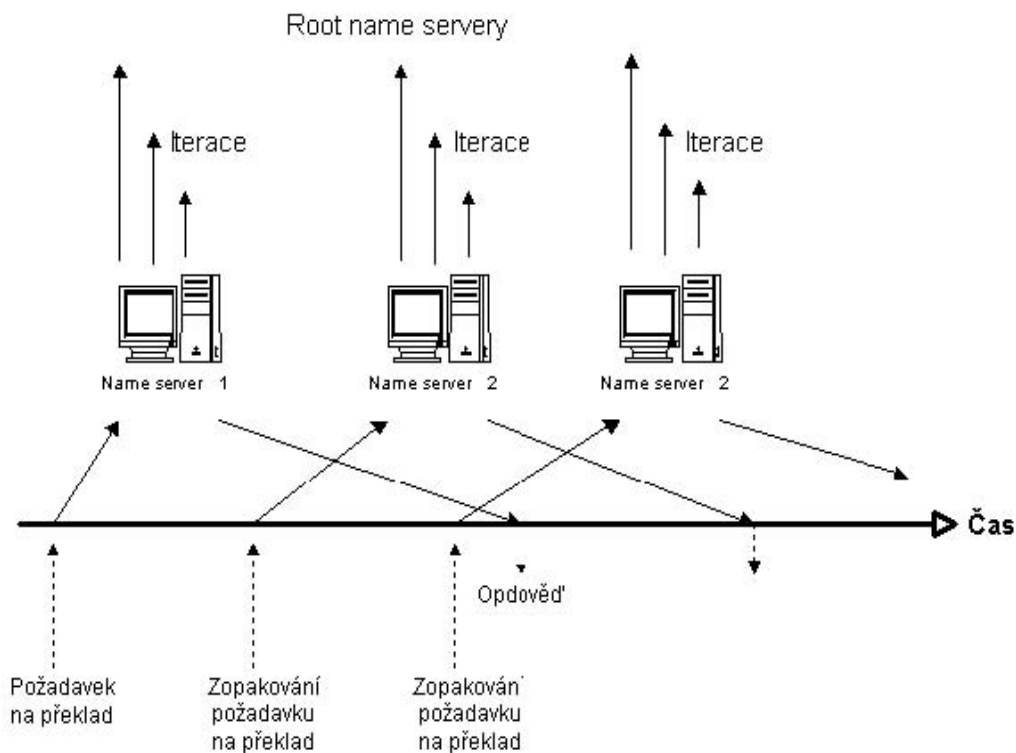 Root name servery
Iterace
Iterace
Iterace
Name server 1
Name server 2
Name server 2
Čas
Opdověď
Požadavek
na překlad
Zopakování
požadavku
na překlad
Zopakování
požadavku
na překlad